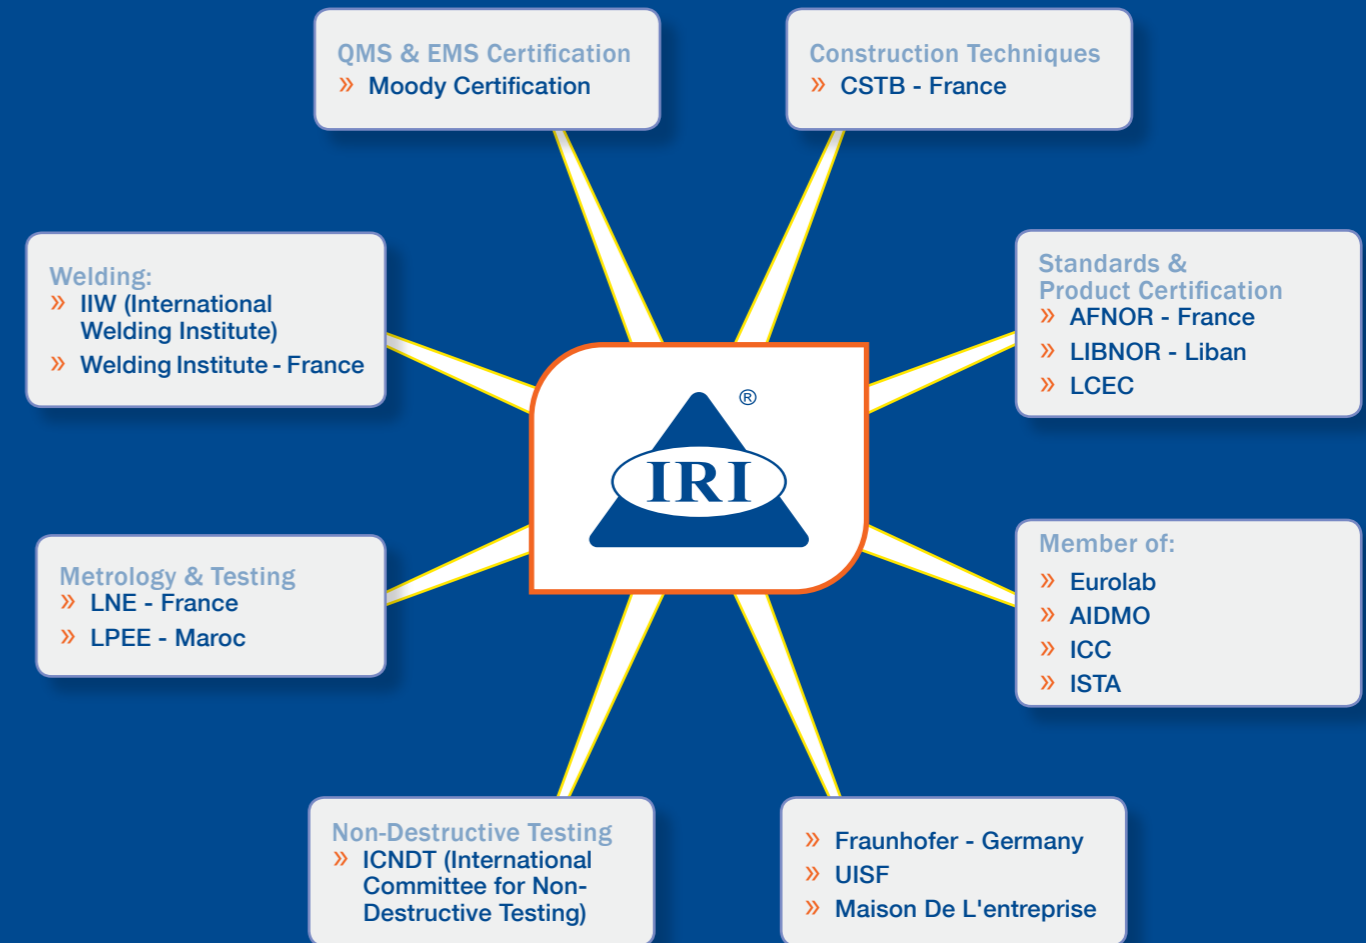 QMS & EMS Certification
» Moody Certification
Construction Techniques
» CSTB - France
Welding:
» IIW (International
Welding Institute)
» Welding Institute - France
Standards &
Product Certification
» AFNOR - France
» LIBNOR - Liban
» LCEC
®
IRI
Metrology & Testing
» LNE - France
» LPEE - Maroc
Member of:
» Eurolab
» AIDMO
» ICC
» ISTA
Non-Destructive Testing
» ICNDT (International
Committee for Non-
Destructive Testing)
» Fraunhofer - Germany
» UISF
» Maison De L'entreprise